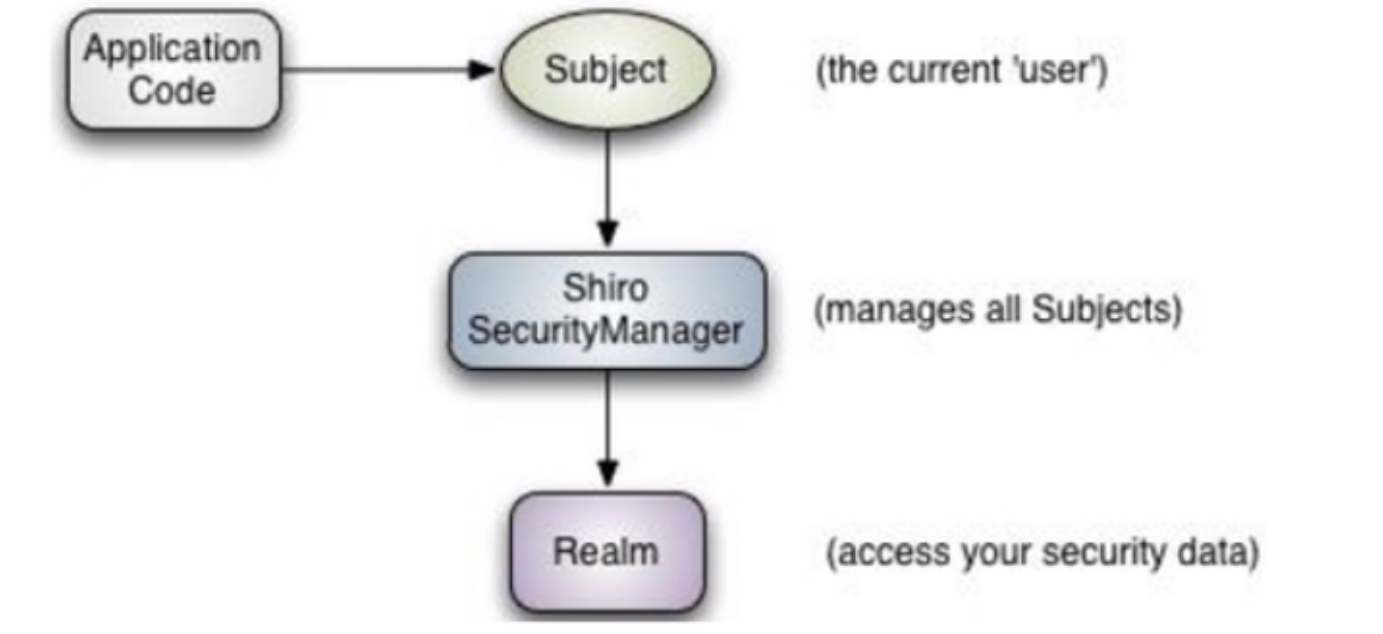 Application
Code
Subject
(the current 'user')
Shiro
SecurityManager
(manages all Subjects)
Realm
(access your security data)